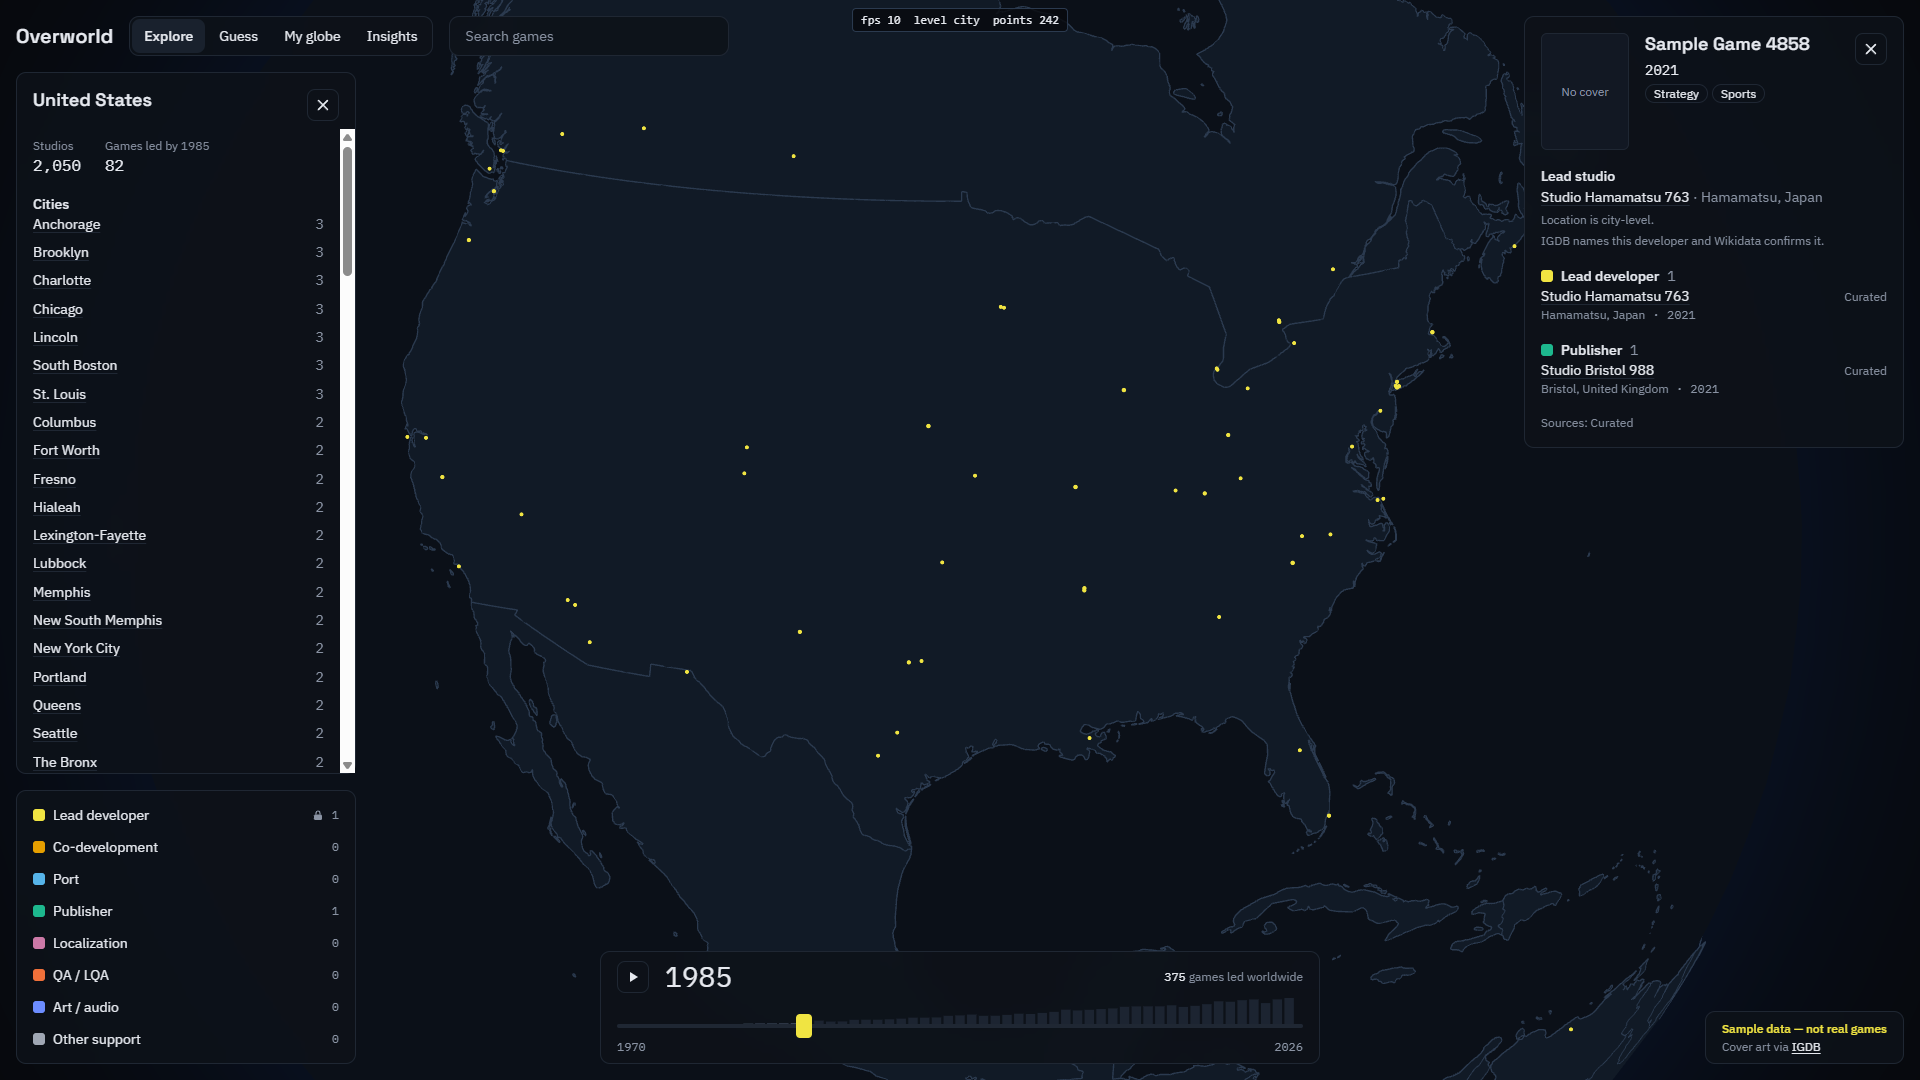 Overworld
Explore
Guess
My globe
Insights
Search games
fps 10 level city points 242
United States
Studios
2,050
Games led by 1985
82
Cities
Anchorage 3
Brooklyn 3
Charlotte 3
Chicago 3
Lincoln 3
South Boston 3
St. Louis 3
Columbus 2
Fort Worth 2
Fresno 2
Hialeah 2
Lexington-Fayette 2
Lubbock 2
Memphis 2
New South Memphis 2
New York City 2
Portland 2
Queens 2
Seattle 2
The Bronx 2
Lead developer 1
Co-development 0
Port 0
Publisher 1
Localization 0
QA / LQA 0
Art / audio 0
Other support 0
1985
375 games led worldwide
1970
2026
No cover
Sample Game 4858
2021
Strategy
Sports
Lead studio
Studio Hamamatsu 763 · Hamamatsu, Japan
Location is city-level.
IGDB names this developer and Wikidata confirms it.
Lead developer 1
Studio Hamamatsu 763 Curated
Hamamatsu, Japan · 2021
Publisher 1
Studio Bristol 988 Curated
Bristol, United Kingdom · 2021
Sources: Curated
Sample data — not real games
Cover art via IGDB